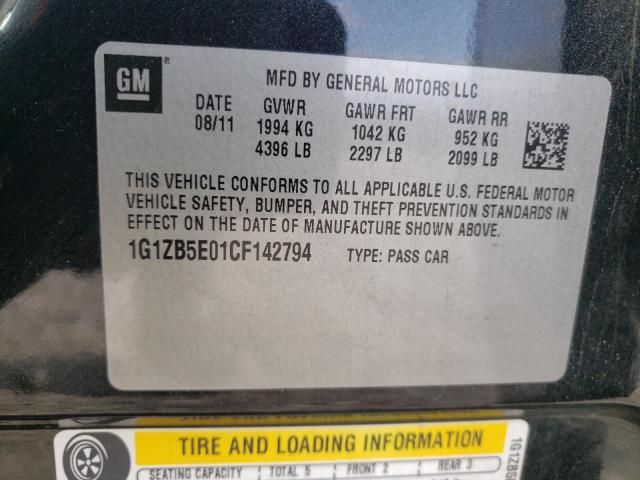 GM
MFD BY GENERAL MOTORS LLC
DATE GVWR GAWR FRT GAWR RR
08/11 1994 KG 1042 KG 952 KG
4396 LB 2297 LB 2099 LB
THIS VEHICLE CONFORMS TO ALL APPLICABLE U.S. FEDERAL MOTOR
VEHICLE SAFETY, BUMPER, AND THEFT PREVENTION STANDARDS
IN EFFECT ON THE DATE OF MANUFACTURE SHOWN ABOVE.
1G1ZB5E01CF142794 TYPE: PASS CAR
TIRE AND LOADING INFORMATION
SEATING CAPACITY TOTAL 5 FRONT 2 REAR 3
1G1ZB5